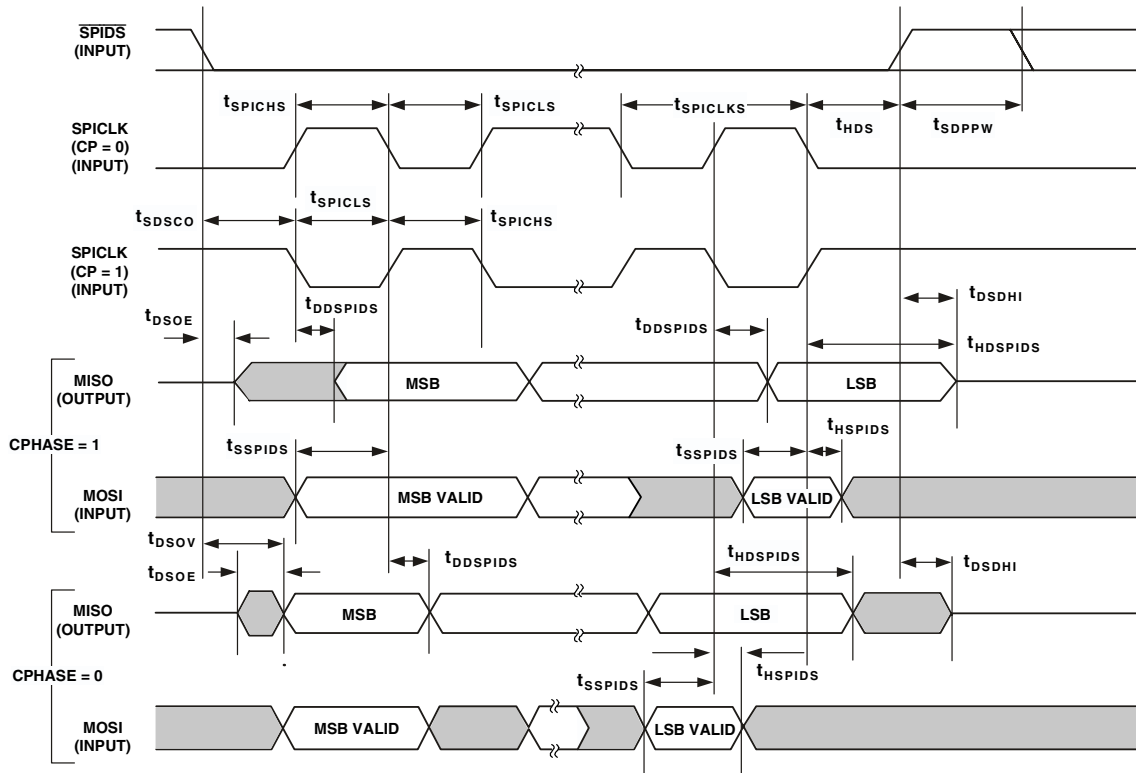 SPIDS
(INPUT)
tSPICHS
tSPICLS
tSPICLKS
tHDS
tSDPPW
SPICLK
(CP = 0)
(INPUT)
tSDSCO
tSPICLS
tSPICHS
SPICLK
(CP = 1)
(INPUT)
tDSOE
tDDSPIDS
tDDSPIDS
tDSDHI
tHDSPIDS
MISO
(OUTPUT)
MSB
LSB
CPHASE = 1
tSSPIDS
tSSPIDS
tHSPIDS
MOSI
(INPUT)
MSB VALID
LSB VALID
tDSOV
tDSOE
tDDSPIDS
tHDSPIDS
tDSDHI
MISO
(OUTPUT)
MSB
LSB
CPHASE = 0
tSSPIDS
tHSPIDS
MOSI
(INPUT)
MSB VALID
LSB VALID